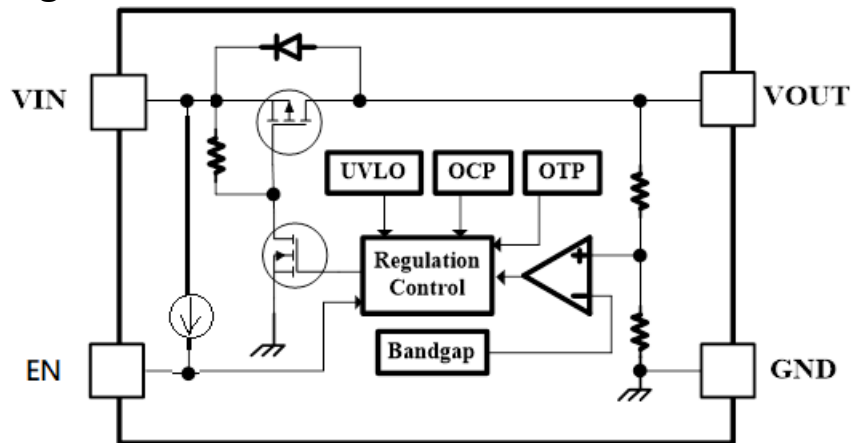 VIN
VOUT
UVLO
OCP
OTP
Regulation
Control
+
-
Bandgap
EN
GND